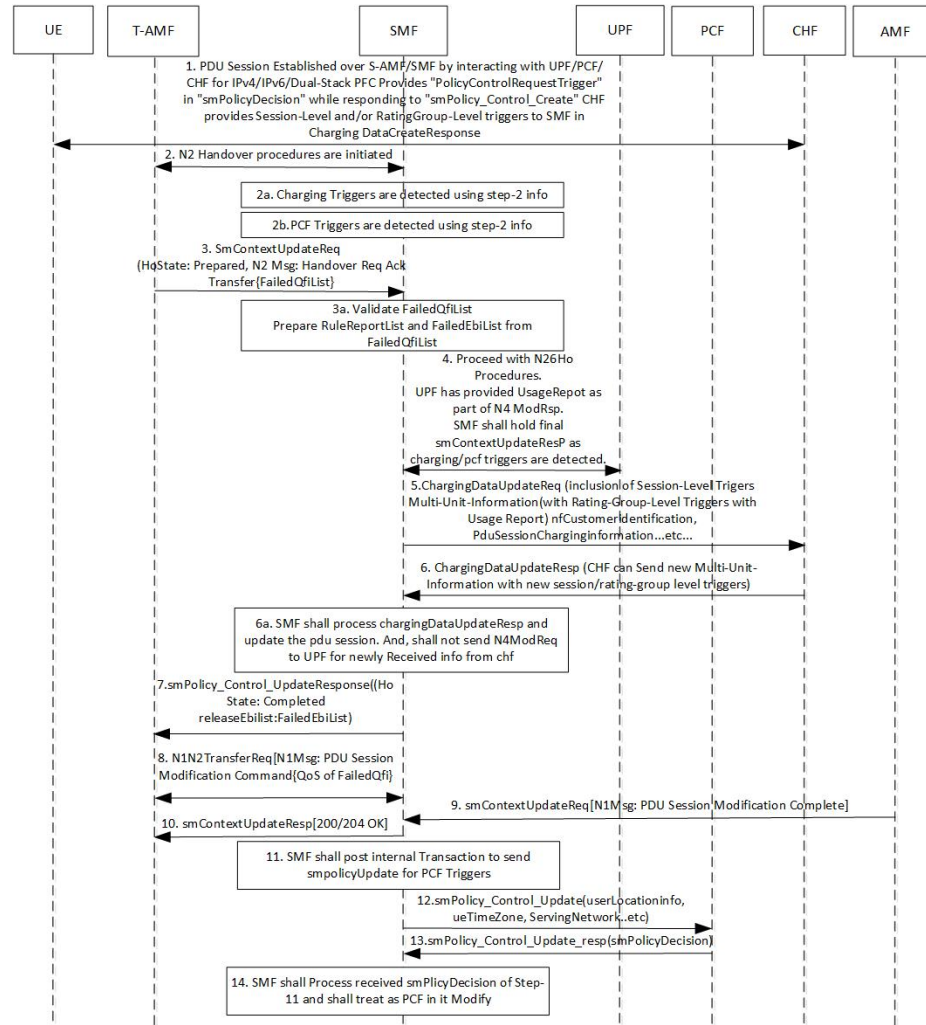 UE
T-AMF
SMF
UPF
PCF
CHF
AMF
1. PDU Session Established over S-AMF/SMF by interacting with UPF/PCF/
CHF for IPv4/IPv6/Dual-Stack PFC Provides "PolicyControlRequestTrigger"
in "smPolicyDecision" while responding to "smPolicy_Control_Create" CHF
provides Session-Level and/or RatingGroup-Level triggers to SMF in
Charging DataCreateResponse
2. N2 Handover procedures are initiated
2a. Charging Triggers are detected using step-2 info
2b.PCF Triggers are detected using step-2 info
3. SmContextUpdateReq
(HoState: Prepared, N2 Msg: Handover Req Ack
Transfer{FailedQfiList}
3a. Validate FailedQfiList
Prepare RuleReportList and FailedEbiList from
FailedQfiList
4. Proceed with N26Ho
Procedures.
UPF has provided UsageRepot as
part of N4 ModRsp.
SMF shall hold final
smContextUpdateResP as
charging/pcf triggers are detected.
5.ChargingDataUpdateReq (inclusion of Session-Level Trigers
Multi-Unit-Information(with Rating-Group-Level Triggers with
Usage Report) nfCustomerIdentification,
PduSessionCharginginformation...etc...
6. ChargingDataUpdateResp (CHF can Send new Multi-Unit-
Information with new session/rating-group level triggers)
6a. SMF shall process chargingDataUpdateResp and
update the pdu session. And, shall not send N4ModReq
to UPF for newly Received info from chf
7.smPolicy_Control_UpdateResponse((Ho
State: Completed
releaseEbilist:FailedEbiList)
8. N1N2TransferReq[N1Msg: PDU Session
Modification Command{QoS of FailedQfi}
9. smContextUpdateReq[N1Msg: PDU Session Modification Complete]
10. smContextUpdateResp[200/204 OK]
11. SMF shall post internal Transaction to send
smpolicyUpdate for PCF Triggers
12.smPolicy_Control_Update(userLocationinfo,
ueTimeZone, ServingNetwork..etc)
13.smPolicy_Control_Update_resp(smPolicyDecision)
14. SMF shall Process received smPlicyDecision of Step-
11 and shall treat as PCF in it Modify